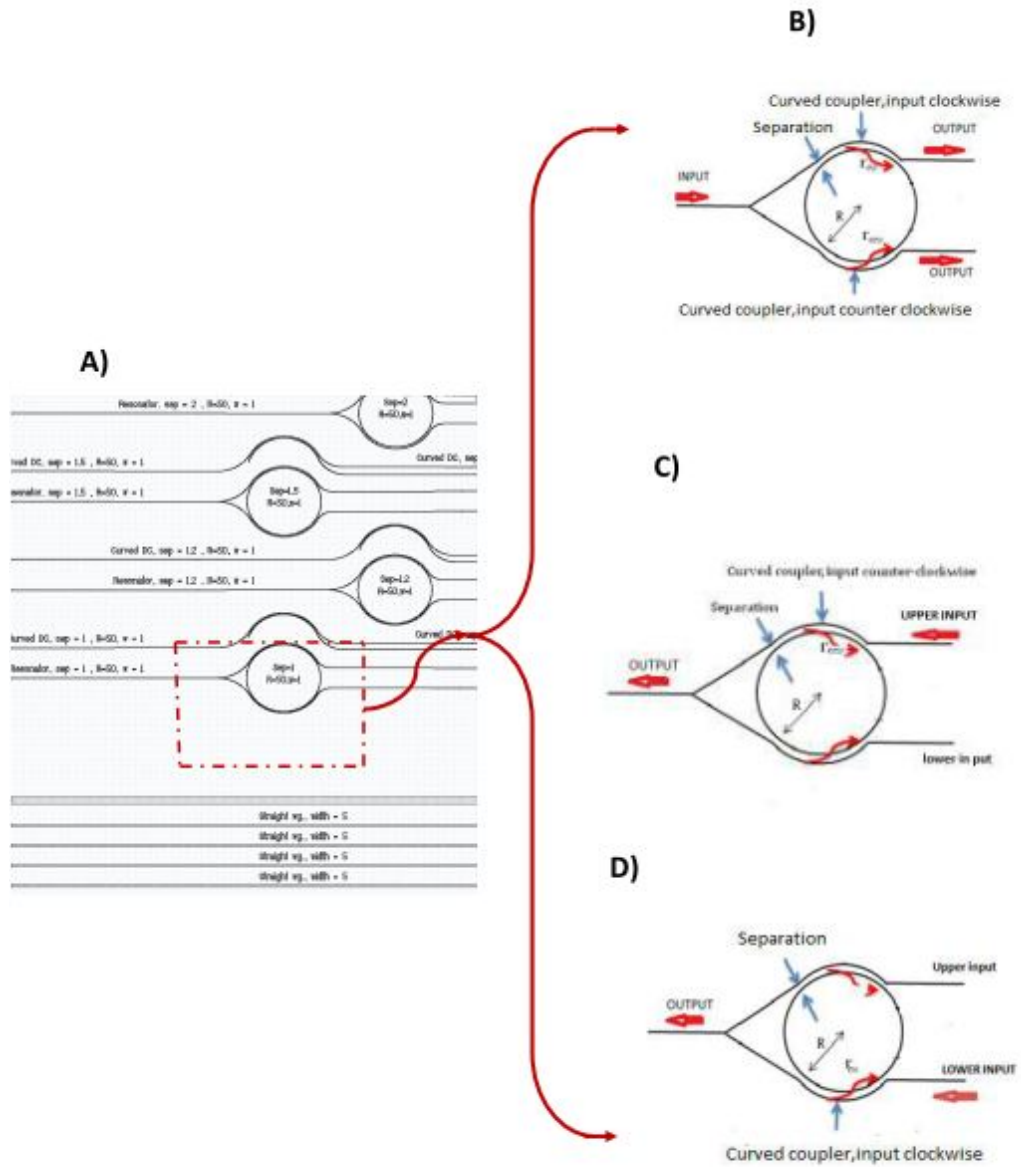 B)
Curved coupler,input clockwise
Separation
OUTPUT
INPUT
R
OUTPUT
Curved coupler,input counter clockwise
A)
Resonator, sep = 2 , R=50, w = 1
Sep=2
R=50,w=1
DC, sep = 1.5 , R=50, w = 1
Curved DC, sep
sep = 1.5, R=50, w = 1
Sep=1.5
R=50,w=1
Curved DC, sep = 1.2 , R=50, w = 1
Resonator, sep = 1.2 , R=50, w = 1
Sep=1.2
R=50,w=1
DC, sep = 1 , R=50, w = 1
Curved
Resonator, sep = 1 , R=50, w = 1
Sep=1
R=50,w=1
Straight wg., width = 5
Straight wg., width = 5
Straight wg., width = 5
Straight wg., width = 5
C)
Curved coupler,input counter-clockwise
Separation
UPPER INPUT
OUTPUT
R
lower in put
D)
Separation
Upper input
OUTPUT
R
LOWER INPUT
Curved coupler,input clockwise